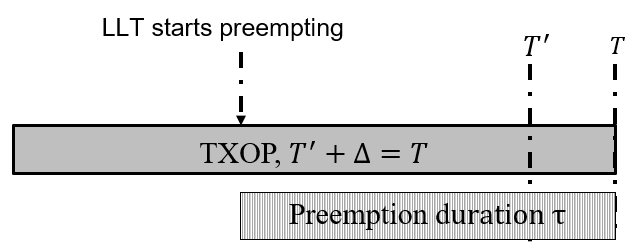 LLT starts preempting
T′ T
TXOP, T′ + Δ = T
Preemption duration τ